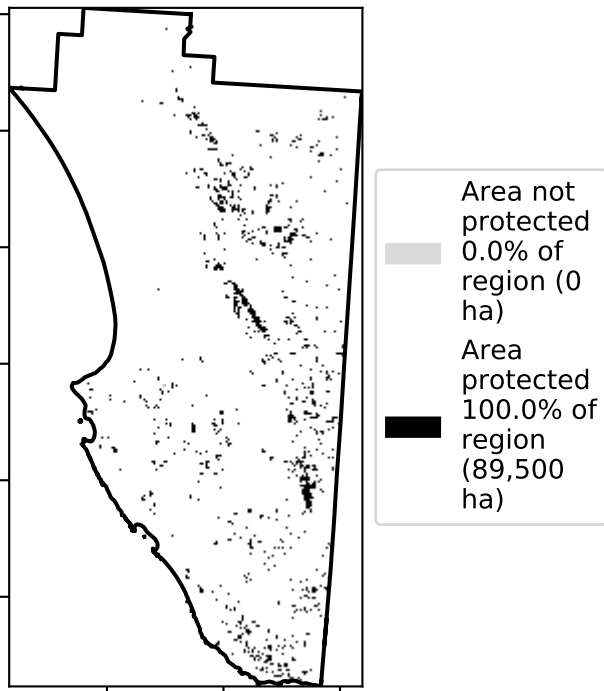 Area not
protected
0.0% of
region (0
ha)
Area
protected
100.0% of
region
(89,500
ha)